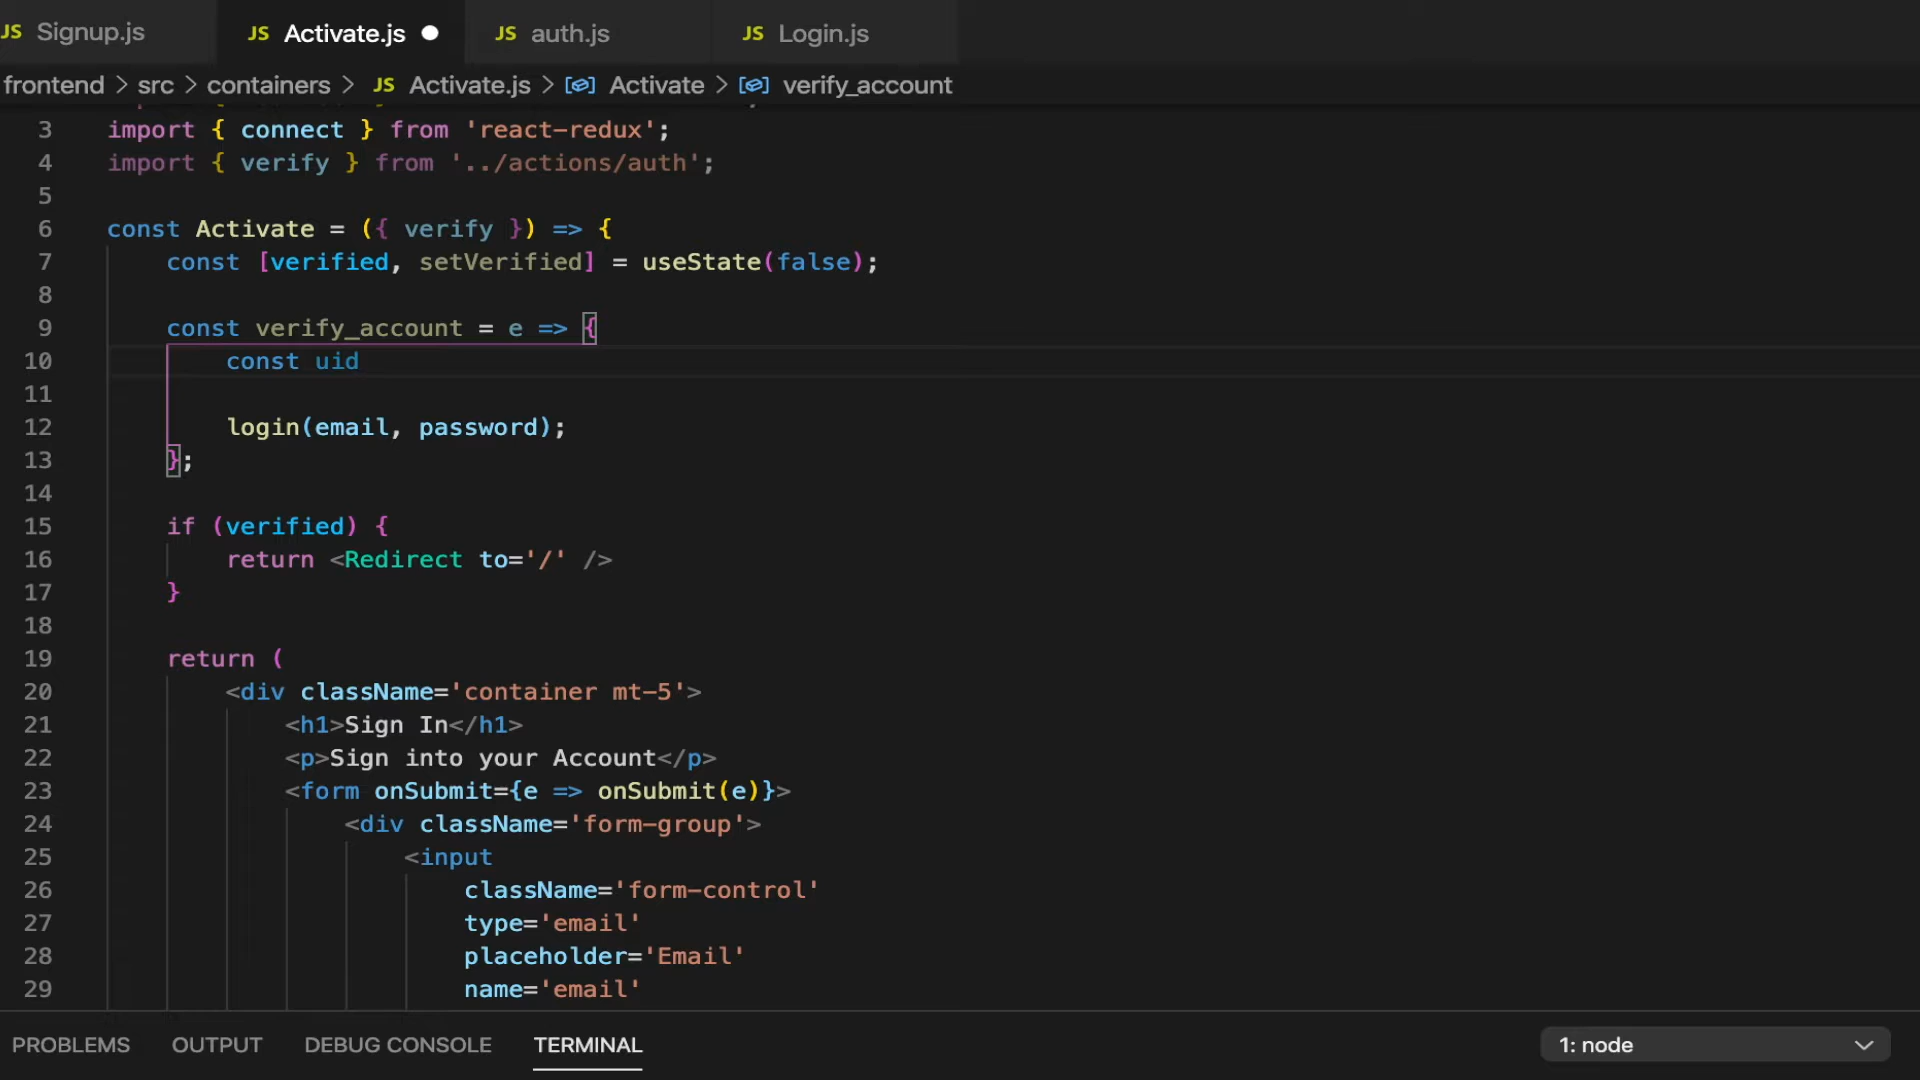 JS Signup.js JS Activate.js JS auth.js JS Login.js
frontend > src > containers > JS Activate.js > Activate > verify_account
3 import { connect } from 'react-redux';
4 import { verify } from '../actions/auth';
5
6 const Activate = ({ verify }) => {
7 const [verified, setVerified] = useState(false);
8
9 const verify_account = e => {
10 const uid
11
12 login(email, password);
13 };
14
15 if (verified) {
16 return <Redirect to='/' />
17 }
18
19 return (
20 <div className='container mt-5'>
21 <h1>Sign In</h1>
22 <p>Sign into your Account</p>
23 <form onSubmit={e => onSubmit(e)}>
24 <div className='form-group'>
25 <input
26 className='form-control'
27 type='email'
28 placeholder='Email'
29 name='email'
PROBLEMS OUTPUT DEBUG CONSOLE TERMINAL 1: node